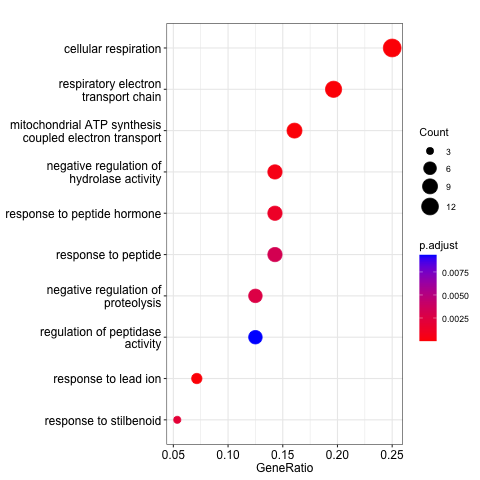 cellular respiration
respiratory electron
transport chain
mitochondrial ATP synthesis
coupled electron transport
negative regulation of
hydrolase activity
response to peptide hormone
response to peptide
negative regulation of
proteolysis
regulation of peptidase
activity
response to lead ion
response to stilbenoid
0.05 0.10 0.15 0.20 0.25
GeneRatio
Count
3
6
9
12
p.adjust
0.0075
0.0050
0.0025